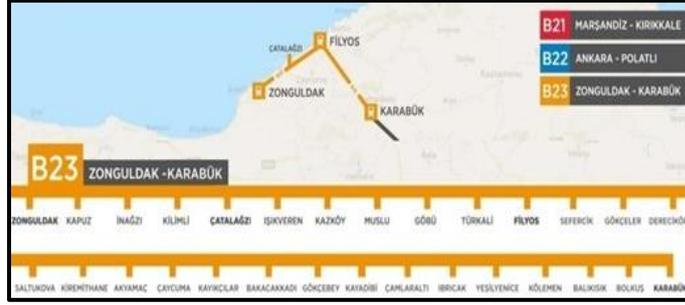 B21 MARŞANDİZ - KIRIKKALE
FİLYOS
ÇATALAĞZI
B22 ANKARA - POLATLI
ZONGULDAK
B23 ZONGULDAK - KARABÜK
KARABÜK
B23 ZONGULDAK -KARABÜK
ZONGULDAK KAPUZ İNAĞZI KİLİMLİ ÇATALAĞZI IŞIKVEREN KAZKÖY MUSLU GÖBÜ TÜRKALİ FİLYOS SEFERCİK GÖKÇELER DERECİKÖ
SALTUKOVA KİREMİTHANE AKYAMAÇ ÇAYCUMA KAYIKÇILAR BAKACAKKADI GÖKÇEBEY KAYADİBİ ÇAMLARALTI IBRICAK YEŞİLYENİCE KÖLEMEN BALIKISIK BOLKUŞ KARABÜK